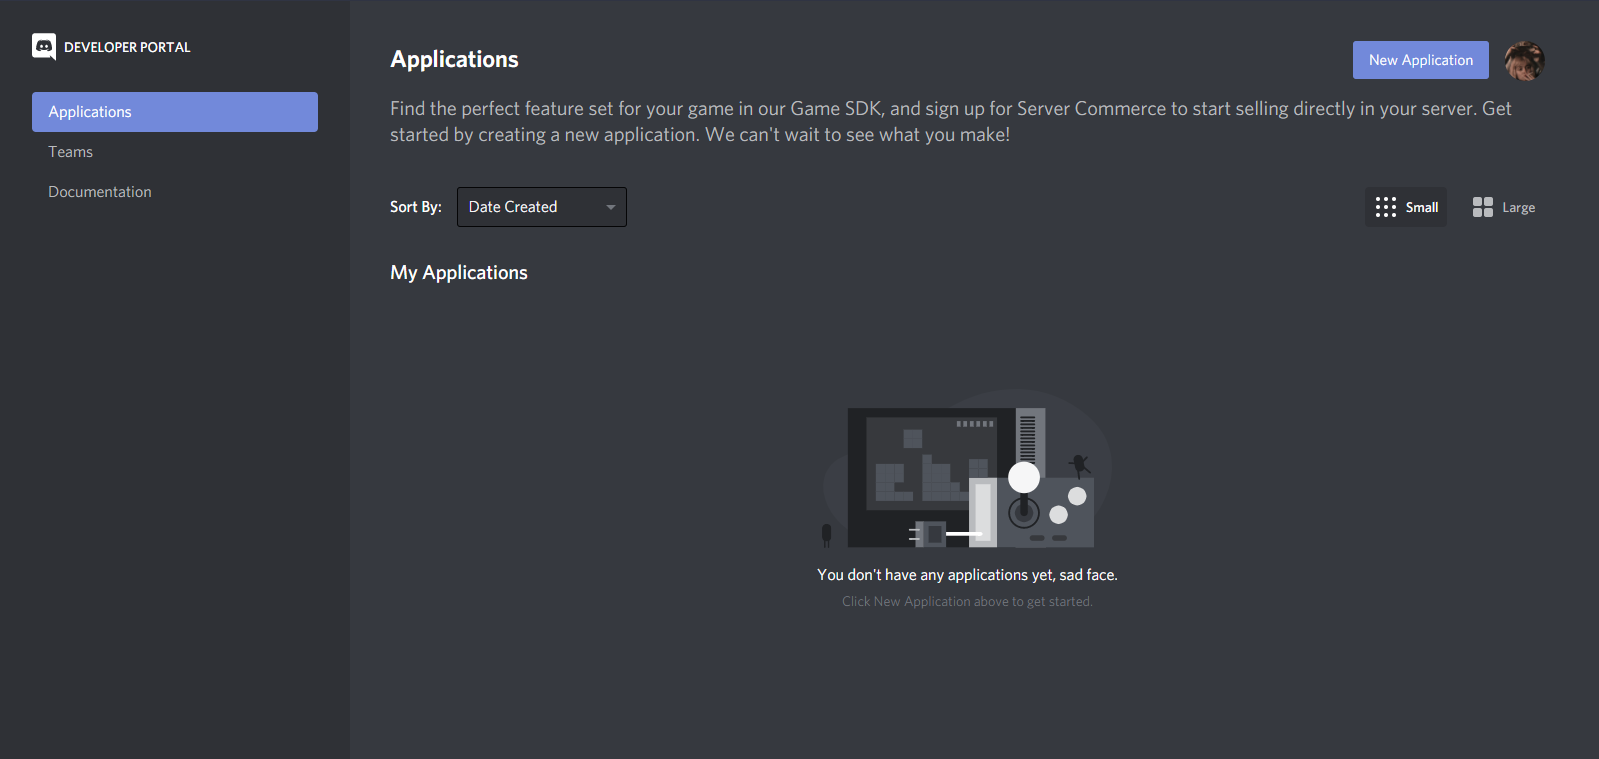 DEVELOPER PORTAL
Applications
Teams
Documentation
Applications
New Application
Find the perfect feature set for your game in our Game SDK, and sign up for Server Commerce to start selling directly in your server. Get
started by creating a new application. We can't wait to see what you make!
Sort By:
Date Created
Small
Large
My Applications
You don't have any applications yet, sad face.
Click New Application above to get started.